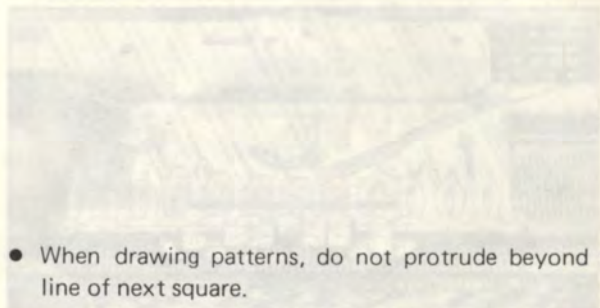 ● When drawing patterns, do not protrude beyond
line of next square.